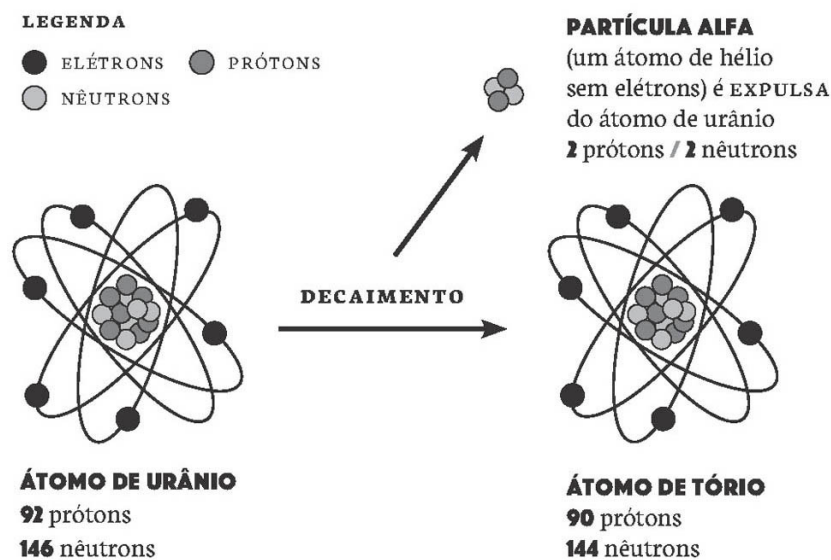 LEGENDA
ELÉTRONS
PRÓTONS
NÊUTRONS
PARTÍCULA ALFA
(um átomo de hélio
sem elétrons) é EXPULSA
do átomo de urânio
2 prótons / 2 nêutrons
DECAIMENTO
ÁTOMO DE URÂNIO
92 prótons
146 nêutrons
ÁTOMO DE TÓRIO
90 prótons
144 nêutrons